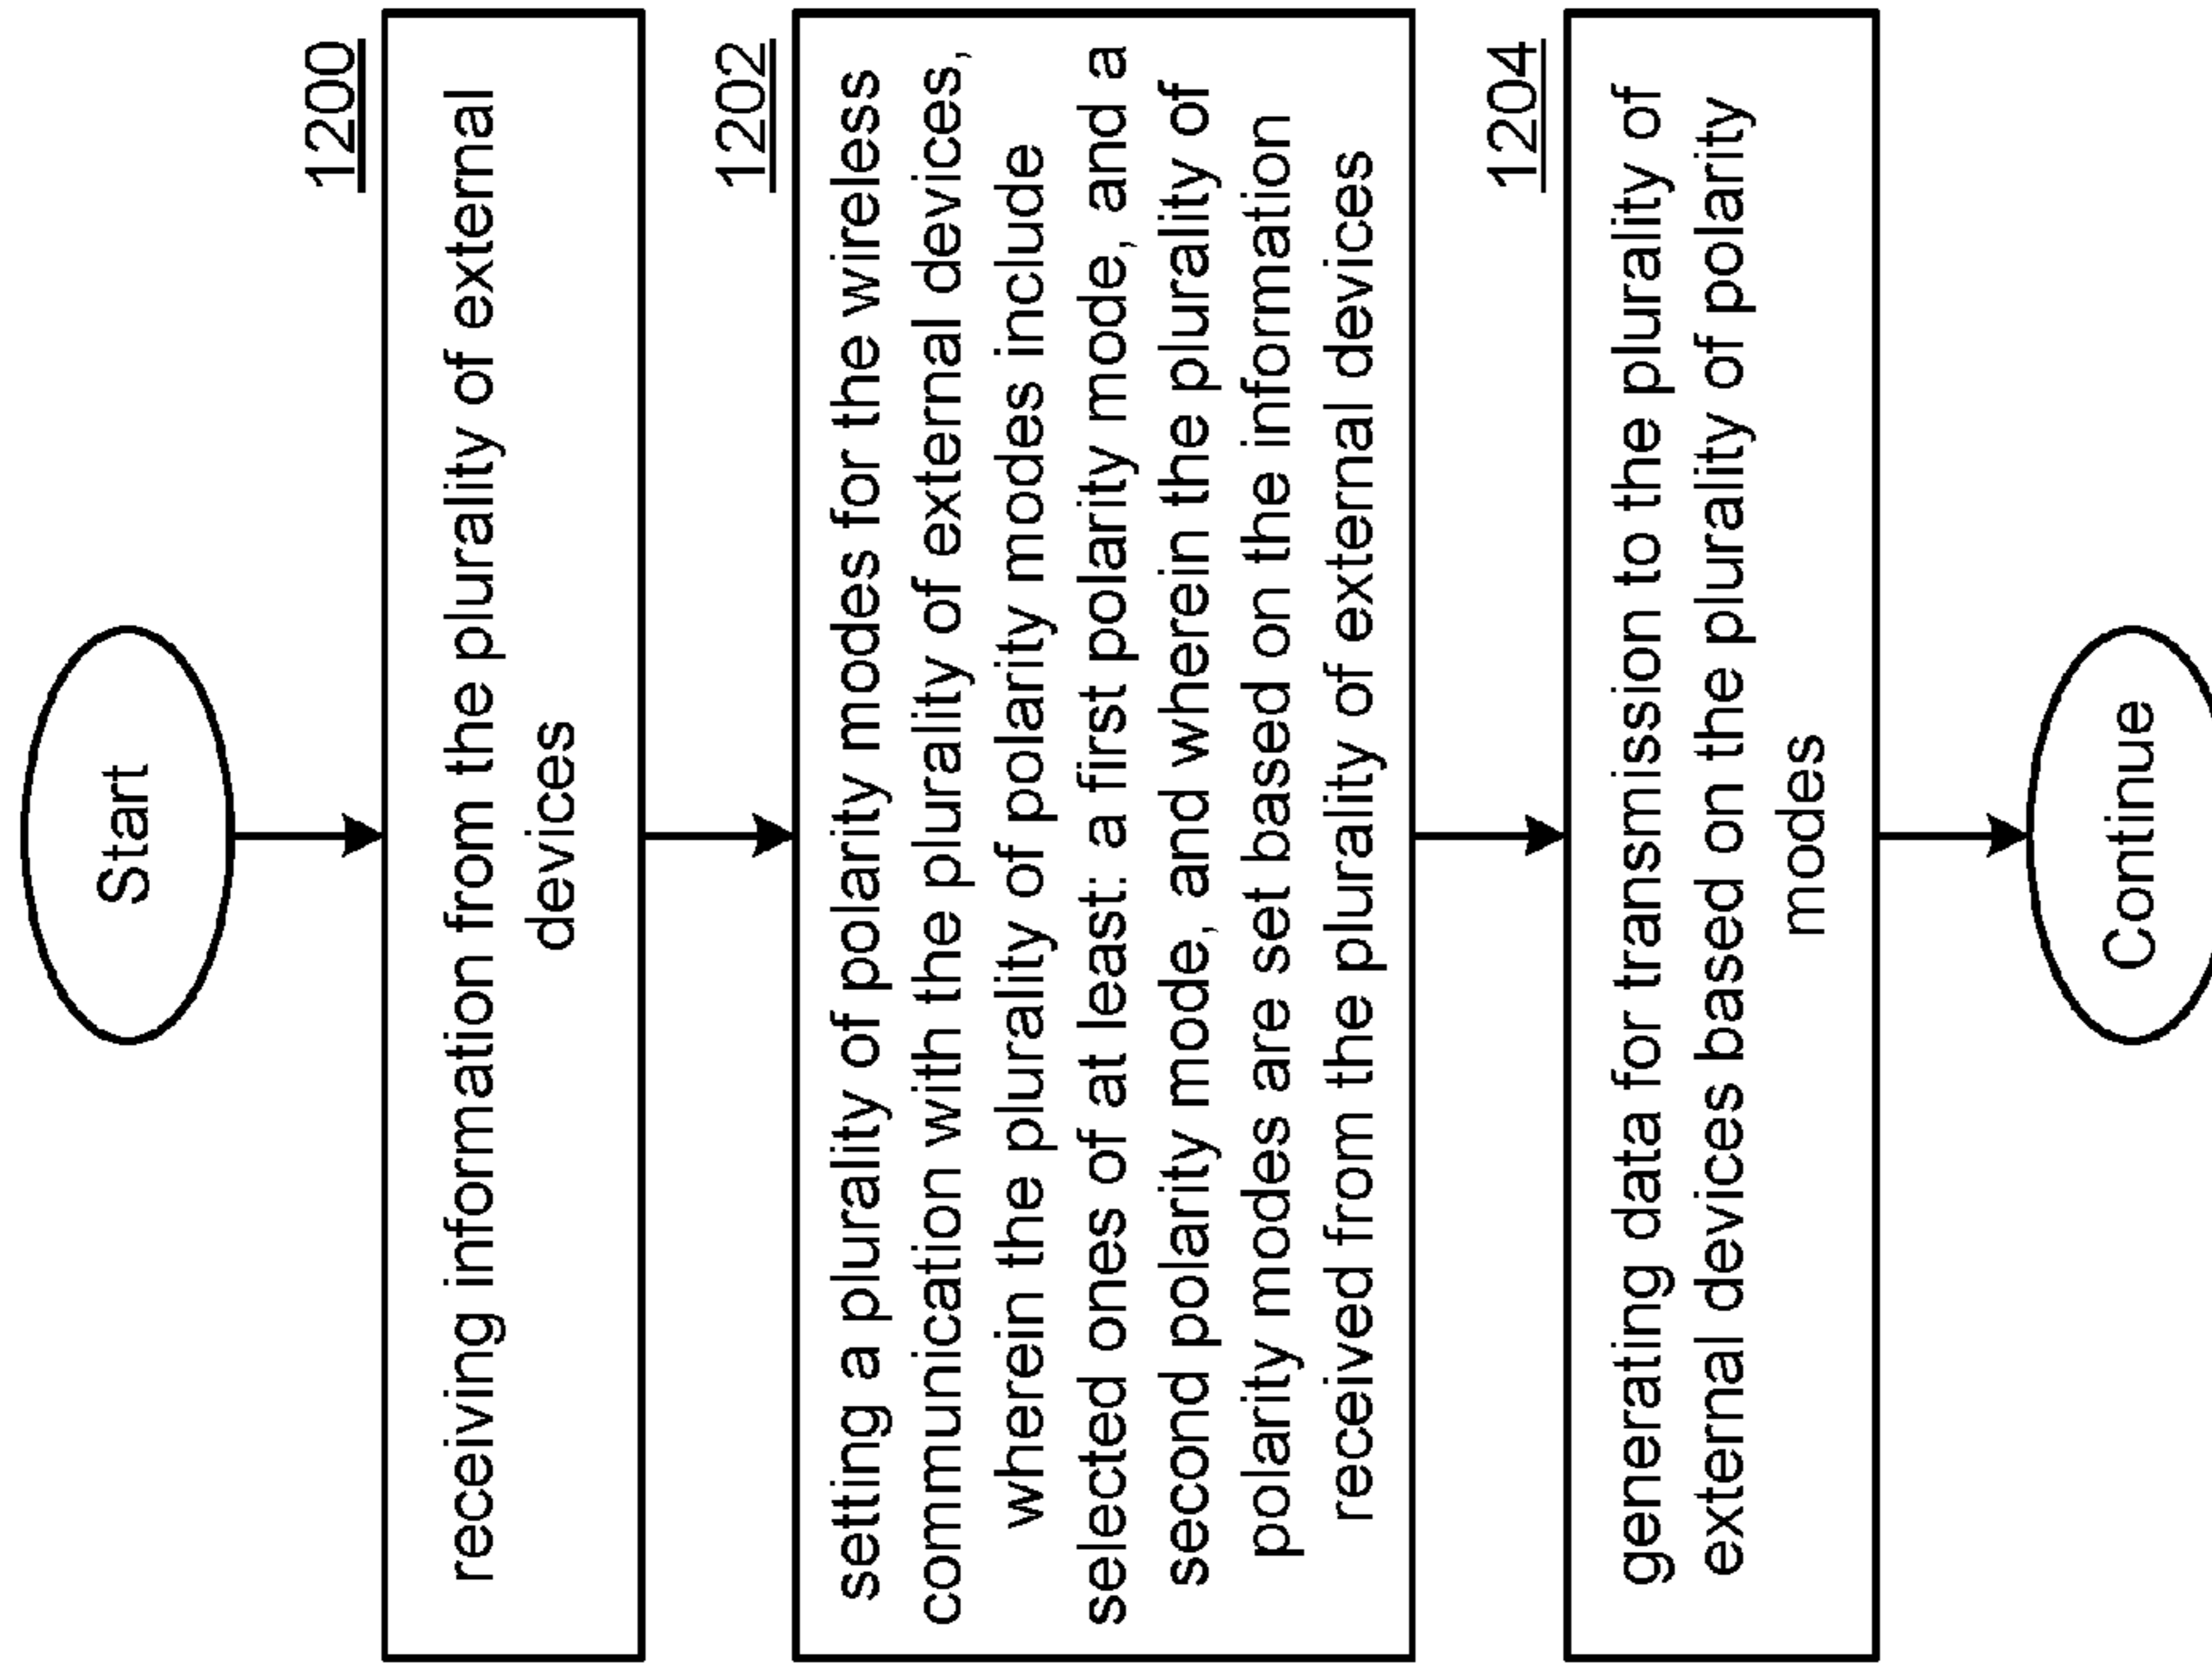 Start
1200
receiving information from the plurality of external
devices
1202
setting a plurality of polarity modes for the wireless
communication with the plurality of external devices,
wherein the plurality of polarity modes include
selected ones of at least: a first polarity mode, and a
second polarity mode, and wherein the plurality of
polarity modes are set based on the information
received from the plurality of external devices
1204
generating data for transmission to the plurality of
external devices based on the plurality of polarity
modes
Continue